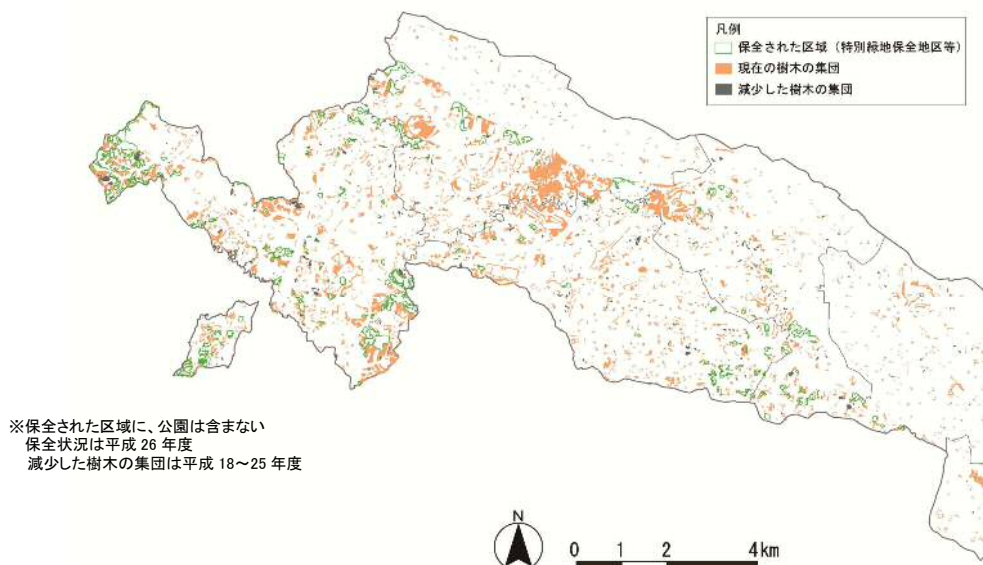 凡例
保全された区域（特別緑地保全地区等）
現在の樹木の集団
減少した樹木の集団
※保全された区域に、公園は含まない
保全状況は平成 26 年度
減少した樹木の集団は平成 18～25 年度
N
0 1 2 4km